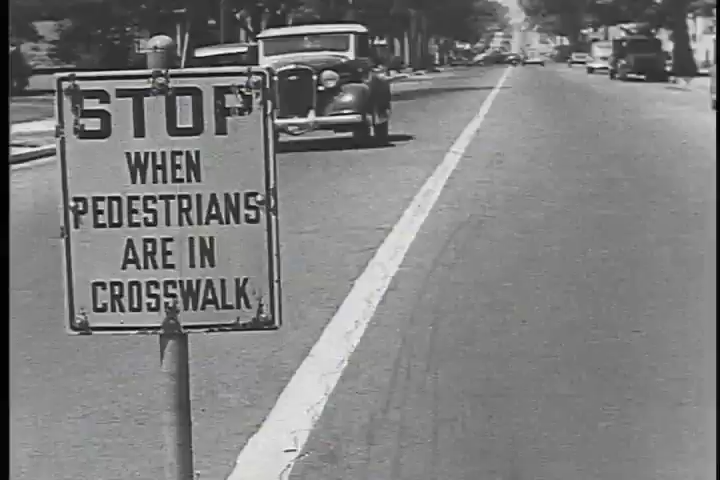 STOP
WHEN
PEDESTRIANS
ARE IN
CROSSWALK